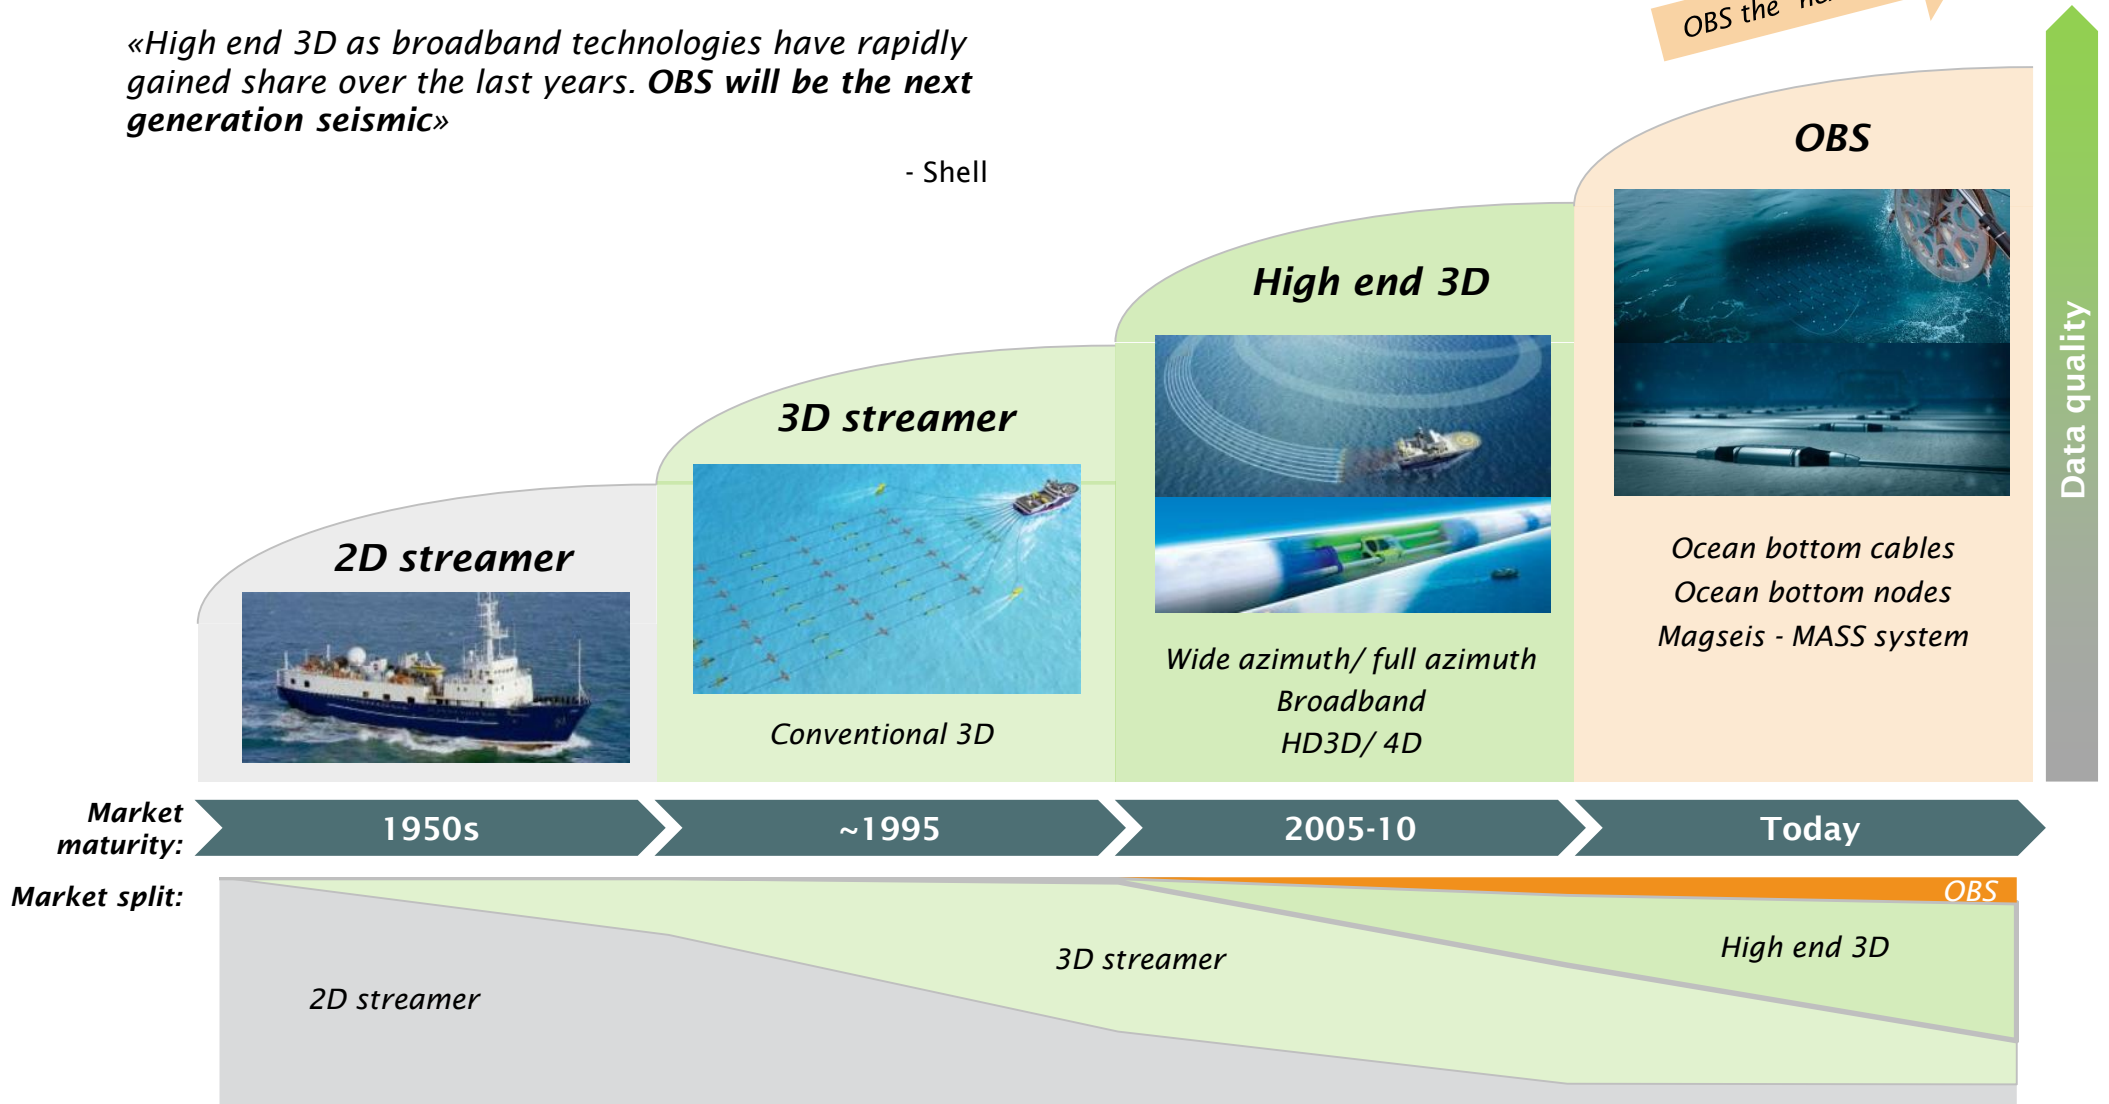 «High end 3D as broadband technologies have rapidly
gained share over the last years. OBS will be the next
generation seismic»
- Shell
OBS the
OBS
High end 3D
3D streamer
2D streamer
Ocean bottom cables
Ocean bottom nodes
Magseis - MASS system
Wide azimuth/ full azimuth
Broadband
HD3D/ 4D
Conventional 3D
Data quality
Market
maturity:
1950s
~1995
2005-10
Today
Market split:
OBS
High end 3D
3D streamer
2D streamer